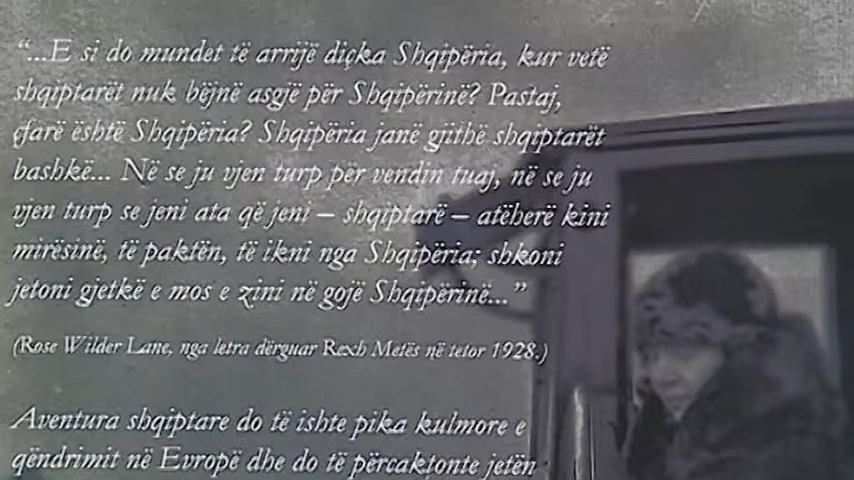 “...E si do mundet të arrijë diçka Shqipëria, kur vetë
shqiptarët nuk bëjnë asgjë për Shqipërinë? Pastaj,
çfarë është Shqipëria? Shqipëria janë gjithë shqiptarët
bashkë... Në se ju vjen turp për vendin tuaj, në se ju
vjen turp se jeni ata që jeni – shqiptarë – atëherë kini
mirësinë, të paktën, të ikni nga Shqipëria; shkoni
jetoni gjetkë e mos e zini në gojë Shqipërinë...”
(Rose Wilder Lane, nga letra dërguar Rexh Metës në tetor 1928.)
Aventura shqiptare do të ishte pika kulmore e
qëndrimit në Evropë dhe do të përcaktonte jetën